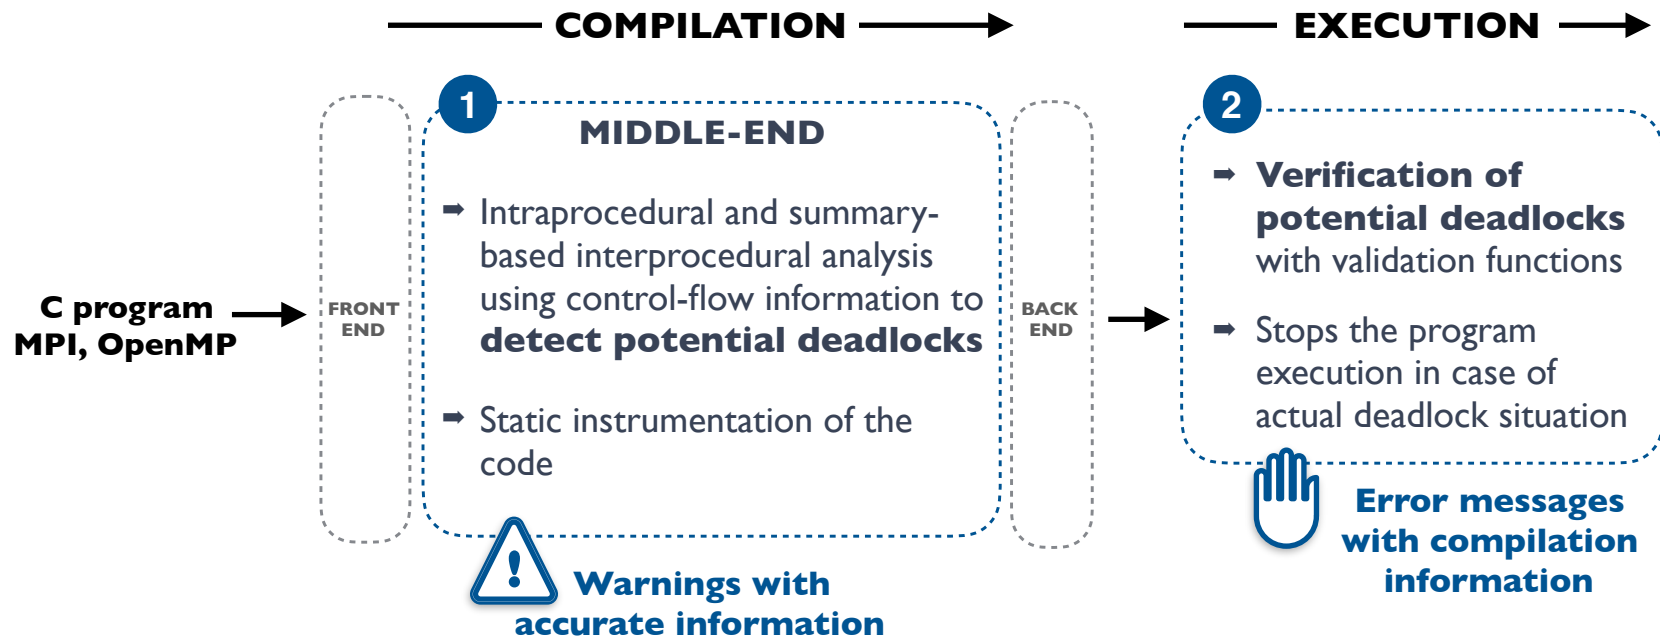 COMPILATION
EXECUTION
C program
MPI, OpenMP
FRONT
END
1
MIDDLE-END
➡ Intraprocedural and summary-
based interprocedural analysis
using control-flow information to
detect potential deadlocks
➡ Static instrumentation of the
code
!
Warnings with
accurate information
BACK
END
2
➡ Verification of
potential deadlocks
with validation functions
➡ Stops the program
execution in case of
actual deadlock situation
Error messages
with compilation
information